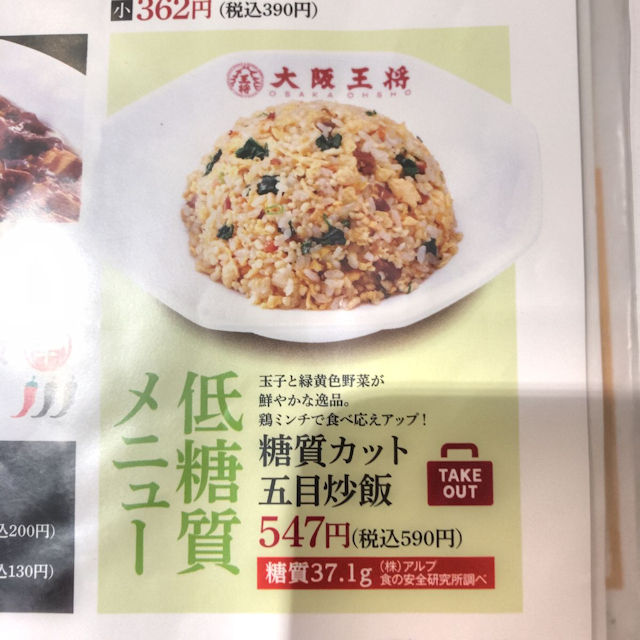 小 362円 (税込390円)
王将 大阪王将
OSAKA OHSHO
低糖質
メニュー
玉子と緑黄色野菜が
鮮やかな逸品。
鶏ミンチで食べ応えアップ！
糖質カット
五目炒飯
TAKE
OUT
547円(税込590円)
糖質37.1g (株)アルプ
食の安全研究所調べ
込200円)
込130円)